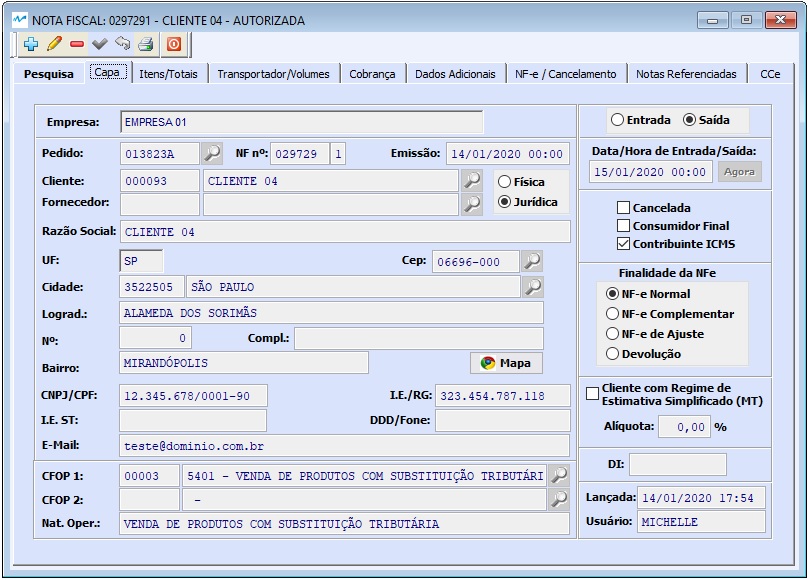 NOTA FISCAL: 0297291 - CLIENTE 04 - AUTORIZADA
Pesquisa Capa Itens/Totais Transportador/Volumes Cobrança Dados Adicionais NF-e / Cancelamento Notas Referenciadas CCe
Empresa: EMPRESA 01
Pedido: 013823A NF nº: 029729 1 Emissão: 14/01/2020 00:00
Cliente: 000093 CLIENTE 04 Física
Fornecedor: Jurídica
Razão Social: CLIENTE 04
UF: SP Cep: 06696-000
Cidade: 3522505 SÃO PAULO
Lograd.: ALAMEDA DOS SORIMÃS
Nº: 0 Compl.:
Bairro: MIRANDÓPOLIS Mapa
CNPJ/CPF: 12.345.678/0001-90 I.E./RG: 323.454.787.118
I.E. ST: DDD/Fone:
E-Mail: teste@dominio.com.br
CFOP 1: 00003 5401 - VENDA DE PRODUTOS COM SUBSTITUIÇÃO TRIBUTÁRI
CFOP 2: -
Nat. Oper.: VENDA DE PRODUTOS COM SUBSTITUIÇÃO TRIBUTÁRIA
Entrada Saída
Data/Hora de Entrada/Saída:
15/01/2020 00:00 Agora
Cancelada
Consumidor Final
Contribuinte ICMS
Finalidade da NFe
NF-e Normal
NF-e Complementar
NF-e de Ajuste
Devolução
Cliente com Regime de
Estimativa Simplificado (MT)
Alíquota: 0,00 %
DI:
Lançada: 14/01/2020 17:54
Usuário: MICHELLE